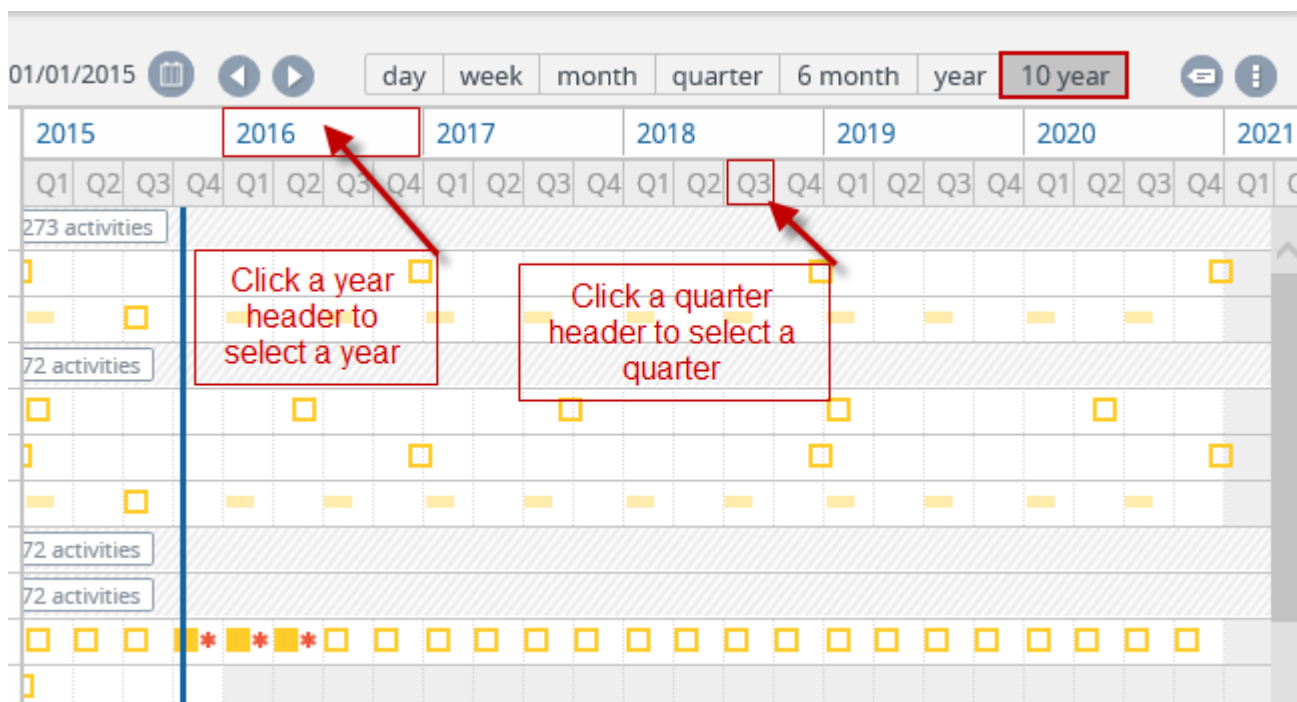 01/01/2015 day week month quarter 6 month year 10 year
2015 2016 2017 2018 2019 2020 2021
Q1 Q2 Q3 Q4 Q1 Q2 Q3 Q4 Q1 Q2 Q3 Q4 Q1 Q2 Q3 Q4 Q1 Q2 Q3 Q4 Q1 Q2 Q3 Q4 Q1
273 activities
Click a year
header to
select a year
Click a quarter
header to select a
quarter
72 activities
72 activities
72 activities